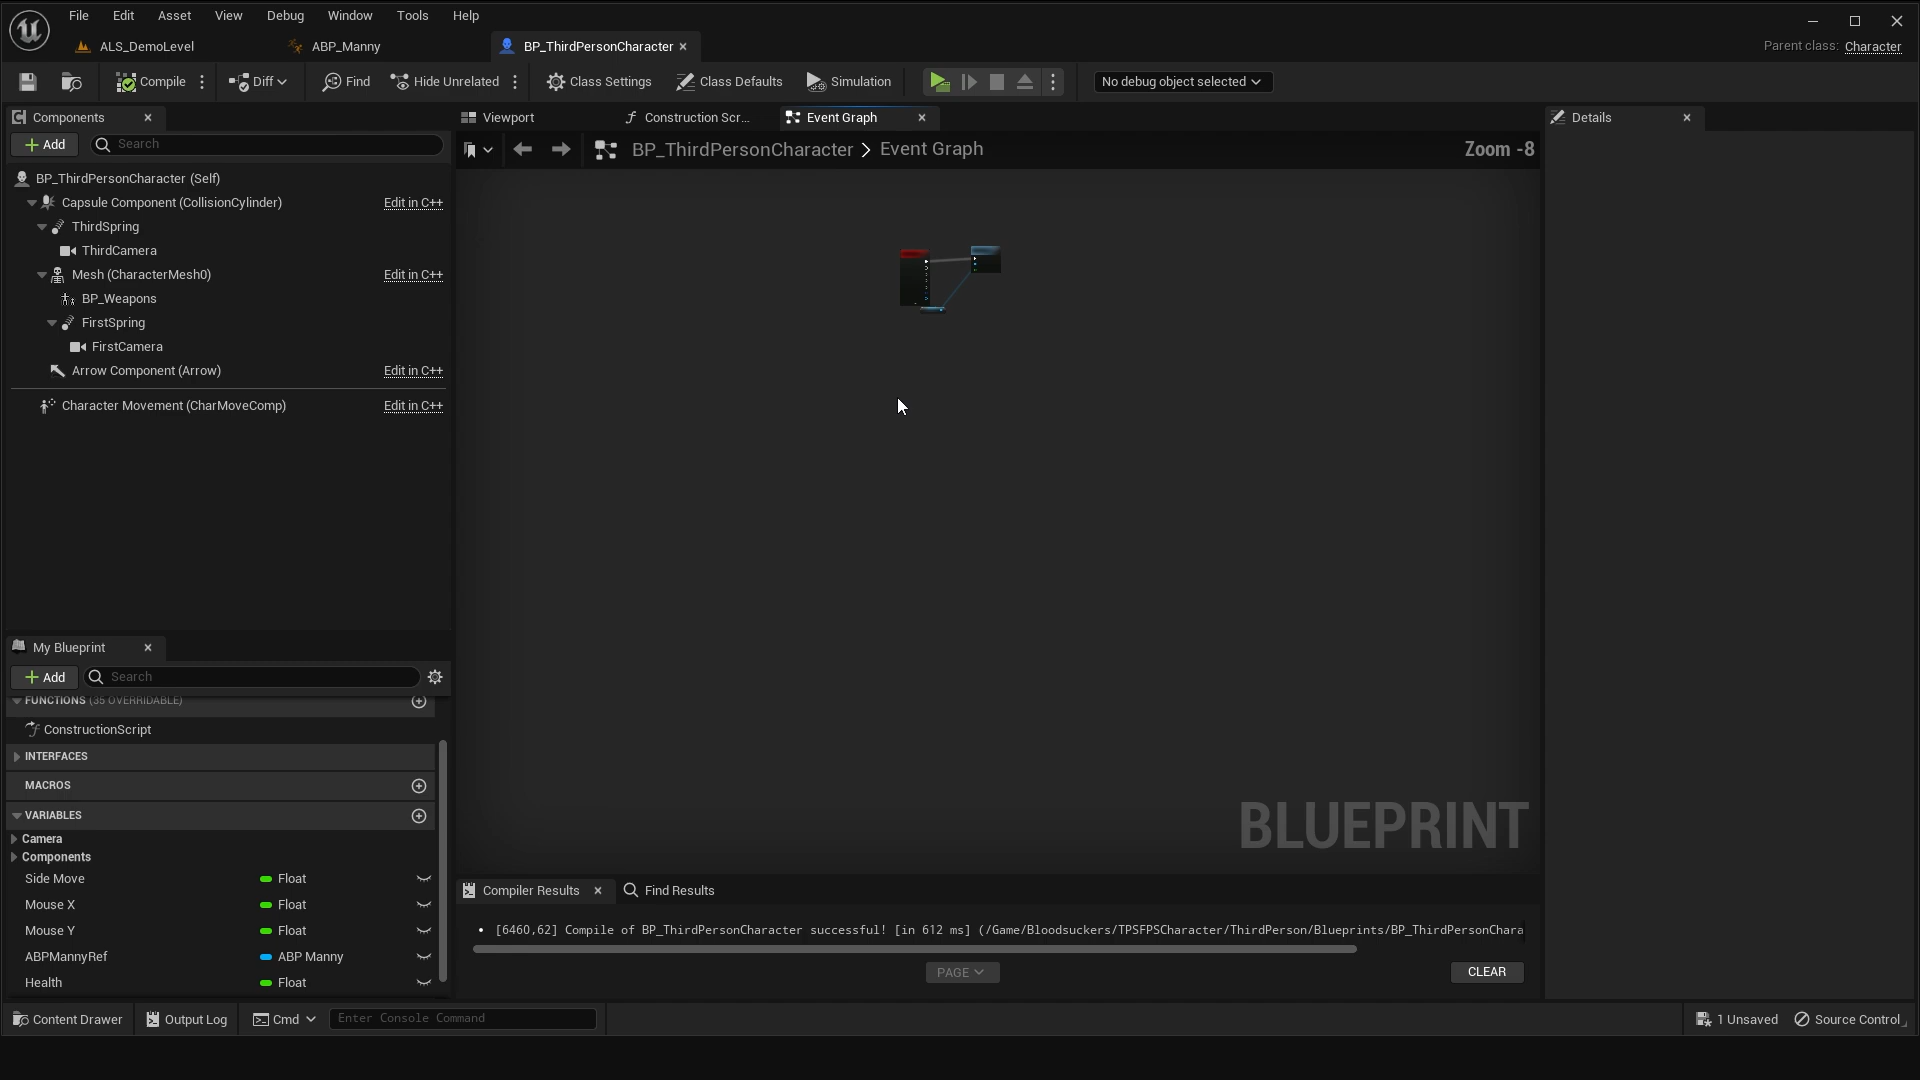 File Edit Asset View Debug Window Tools Help
ALS_DemoLevel ABP_Manny BP_ThirdPersonCharacter Parent class: Character
Compile Diff Find Hide Unrelated Class Settings Class Defaults Simulation No debug object selected
Components Viewport Construction Scr... Event Graph Details
Add Search BP_ThirdPersonCharacter > Event Graph Zoom -8
BP_ThirdPersonCharacter (Self)
Capsule Component (CollisionCylinder) Edit in C++
ThirdSpring
ThirdCamera
Mesh (CharacterMesh0) Edit in C++
BP_Weapons
FirstSpring
FirstCamera
Arrow Component (Arrow) Edit in C++
Character Movement (CharMoveComp) Edit in C++
My Blueprint
Add Search
FUNCTIONS (35 OVERRIDABLE)
ConstructionScript
INTERFACES
MACROS
VARIABLES
Camera
Components
Side Move Float
Mouse X Float
Mouse Y Float
ABPMannyRef ABP Manny
Health Float
BLUEPRINT
Compiler Results Find Results
[6460,62] Compile of BP_ThirdPersonCharacter successful! [in 612 ms] (/Game/Bloodsuckers/TPSFPSCharacter/ThirdPerson/Blueprints/BP_ThirdPersonChara
PAGE CLEAR
Content Drawer Output Log Cmd Enter Console Command 1 Unsaved Source Control